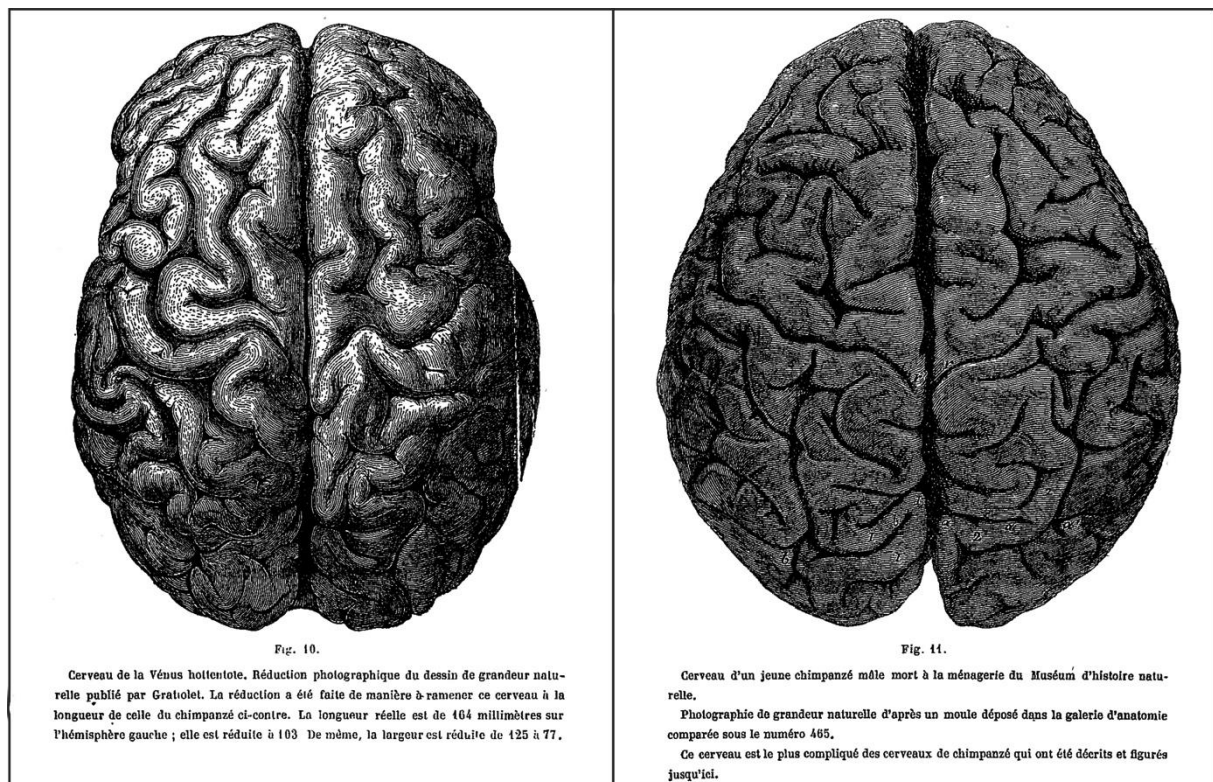 Fig. 10.
Cerveau de la Vénus hottentote. Réduction photographique du dessin de grandeur natu-
relle publié par Gratiolet. La réduction a été faite de manière à ramener ce cerveau à la
longueur de celle du chimpanzé ci-contre. La longueur réelle est de 164 millimètres sur
l'hémisphère gauche ; elle est réduite à 103 De même, la largeur est réduite de 125 à 77.
Fig. 11.
Cerveau d'un jeune chimpanzé mâle mort à la ménagerie du Muséum d'histoire natu-
relle.
Photographie de grandeur naturelle d'après un moule déposé dans la galerie d'anatomie
comparée sous le numéro 465.
Ce cerveau est le plus compliqué des cerveaux de chimpanzé qui ont été décrits et figurés
jusqu'ici.